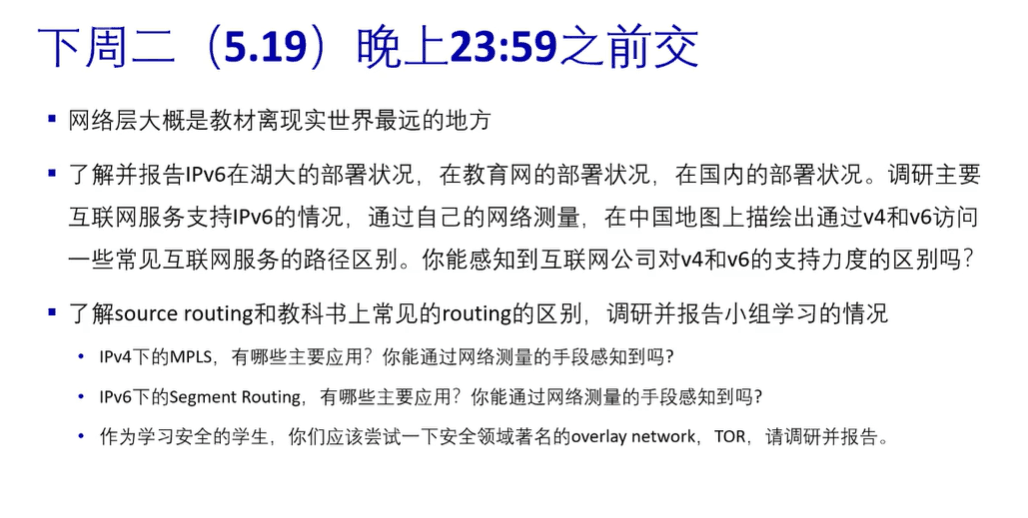 下周二（5.19）晚上23:59之前交
▪ 网络层大概是教材离现实世界最远的地方
▪ 了解并报告IPv6在湖大的部署状况，在教育网的部署状况，在国内的部署状况。调研主要
互联网服务支持IPv6的情况，通过自己的网络测量，在中国地图上描绘出通过v4和v6访问
一些常见互联网服务的路径区别。你能感知到互联网公司对v4和v6的支持力度的区别吗？
▪ 了解source routing和教科书上常见的routing的区别，调研并报告小组学习的情况
• IPv4下的MPLS，有哪些主要应用？你能通过网络测量的手段感知到吗？
• IPv6下的Segment Routing，有哪些主要应用？你能通过网络测量的手段感知到吗？
• 作为学习安全的学生，你们应该尝试一下安全领域著名的overlay network，TOR，请调研并报告。